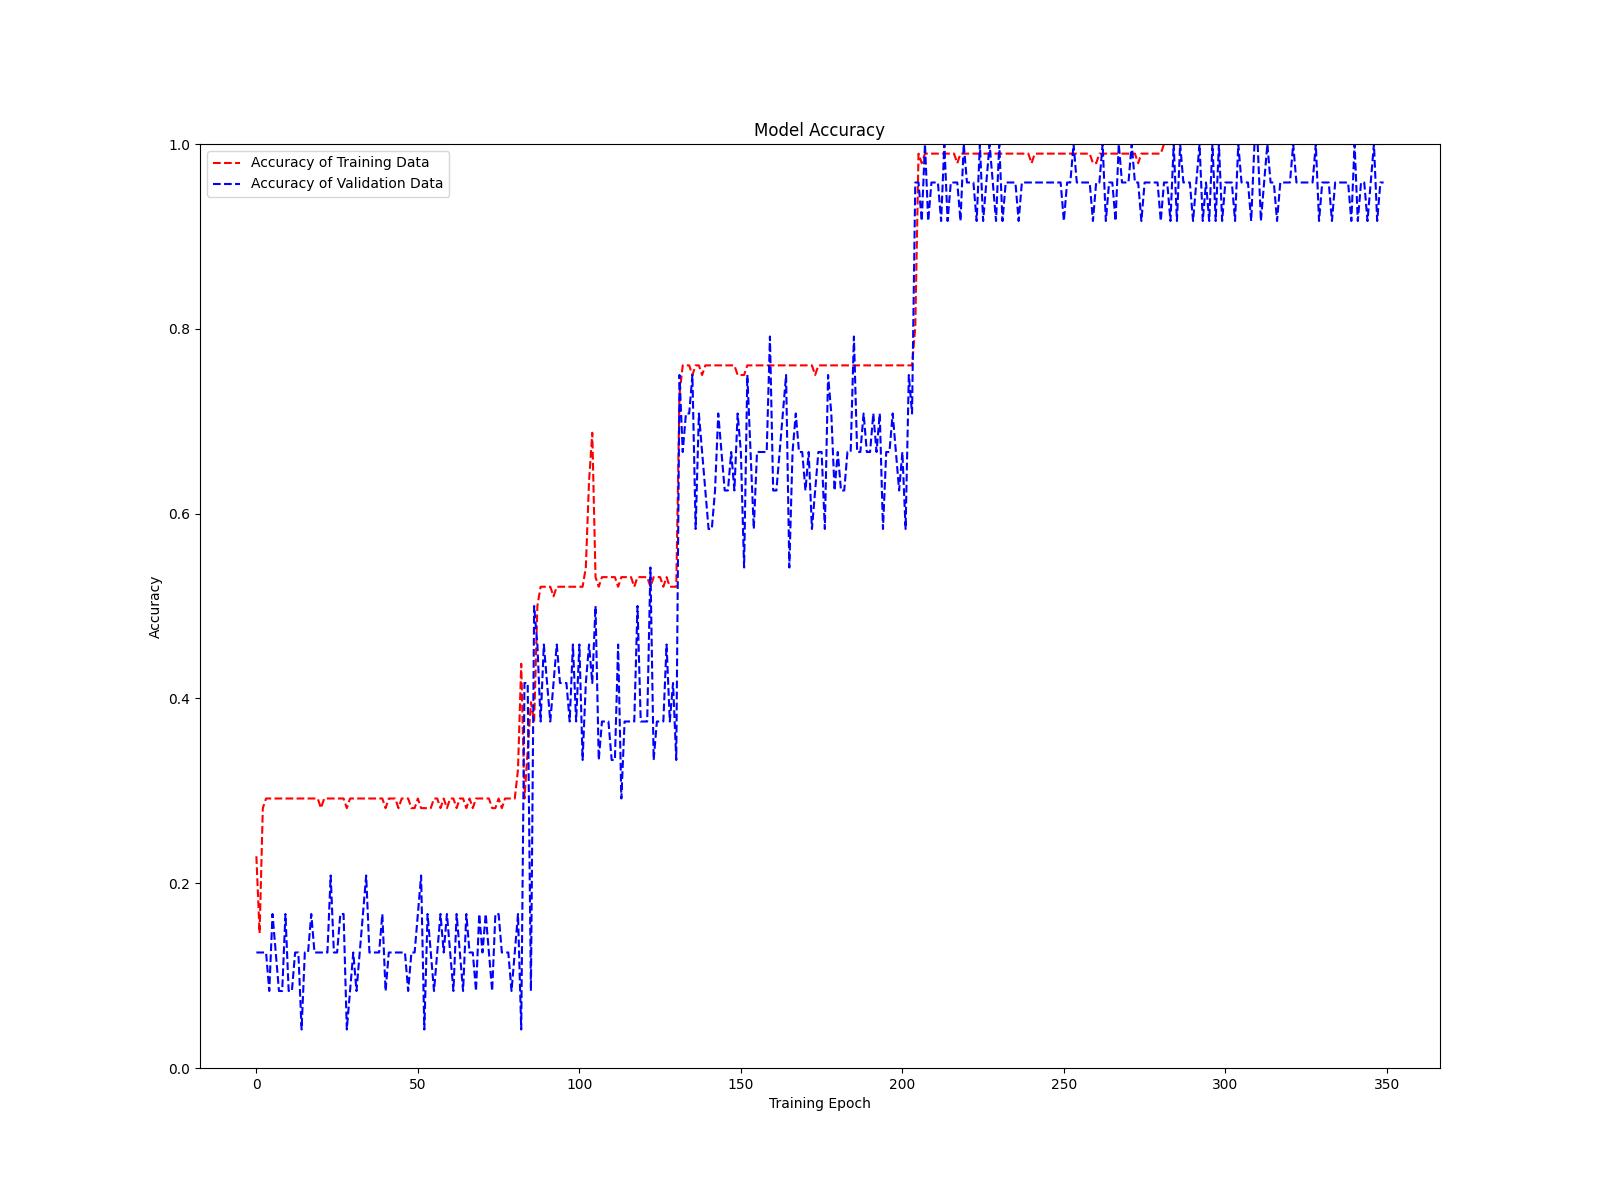 Model Accuracy
Accuracy of Training Data
Accuracy of Validation Data
1.0
0.8
0.6
0.4
0.2
0.0
Accuracy
0 50 100 150 200 250 300 350
Training Epoch